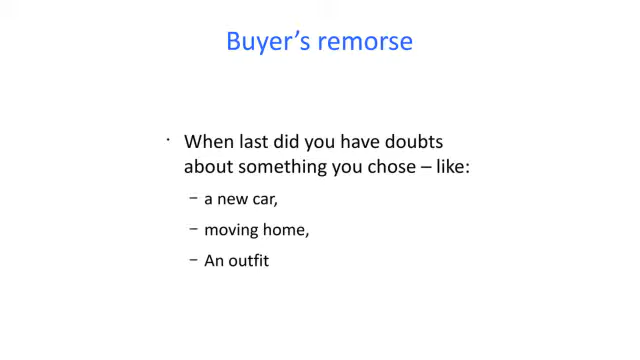 Buyer’s remorse
· When last did you have doubts
about something you chose – like:
– a new car,
– moving home,
– An outfit